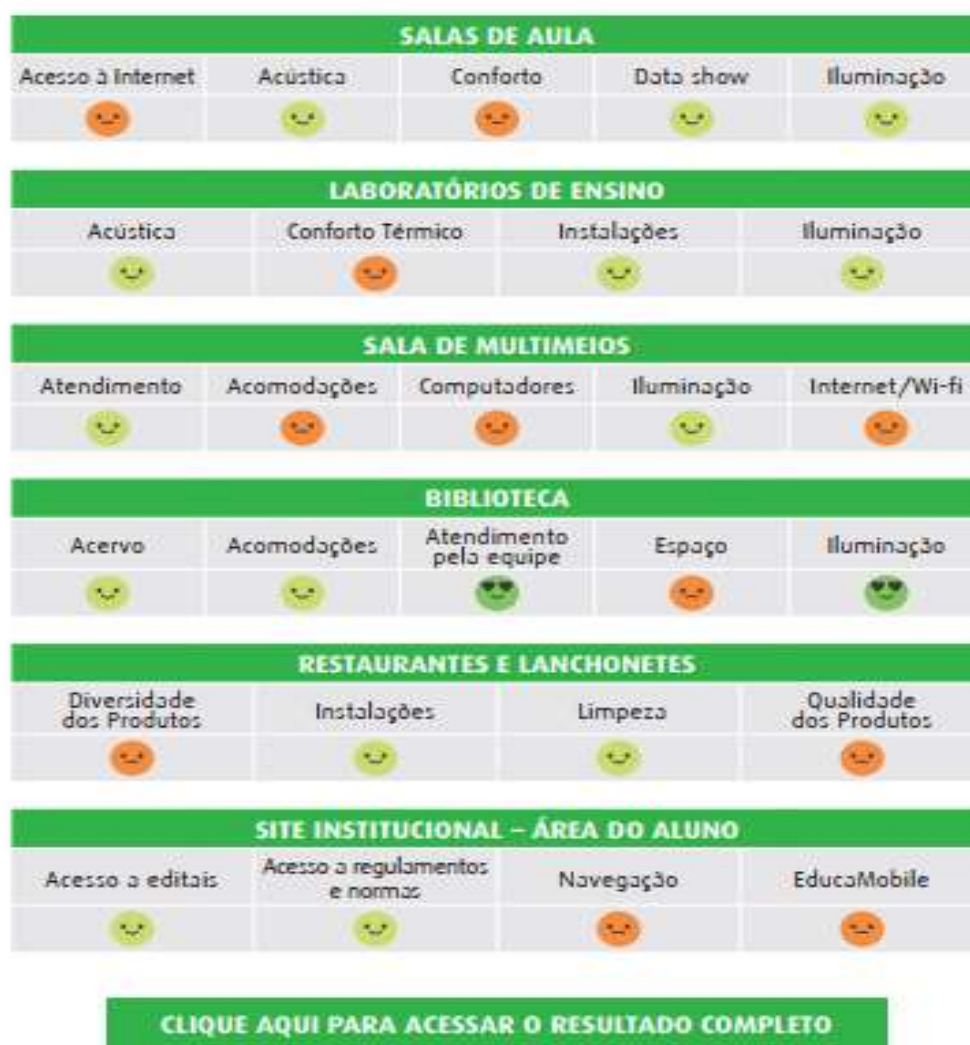 SALAS DE AULA
Acesso à Internet Acústica Conforto Data show Iluminação
LABORATÓRIOS DE ENSINO
Acústica Conforto Térmico Instalações Iluminação
SALA DE MULTIMEIOS
Atendimento Acomodações Computadores Iluminação Internet/Wi-fi
BIBLIOTECA
Acervo Acomodações Atendimento pela equipe Espaço Iluminação
RESTAURANTES E LANCHONETES
Diversidade dos Produtos Instalações Limpeza Qualidade dos Produtos
SITE INSTITUCIONAL – ÁREA DO ALUNO
Acesso a editais Acesso a regulamentos e normas Navegação EducaMobile
CLIQUE AQUI PARA ACESSAR O RESULTADO COMPLETO